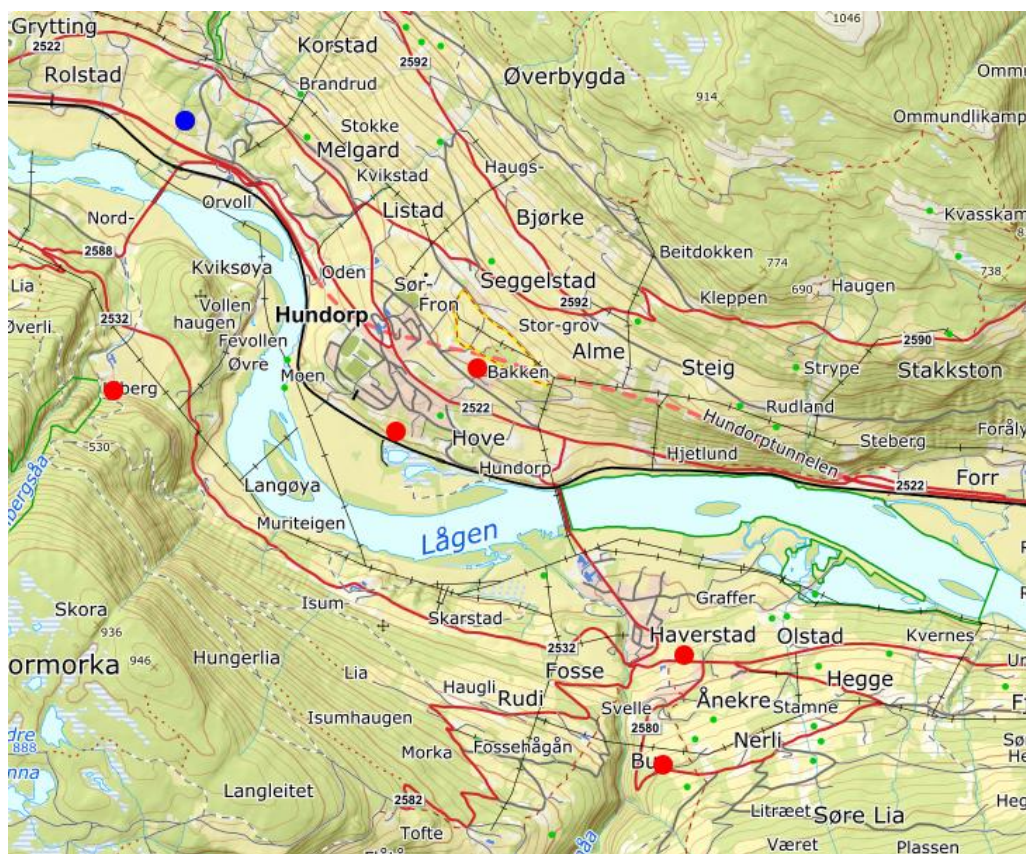 Grytting
1046
2522
Korstad
Rolstad
2592
Øverbygda
Brandrud
914
Ommundlikamp
Stokke
Melgard
Kvikstad
Haugs-
Orvoll
Listad
Bjørke
Nord-
Kvasskam
2588
Beitdokken
738
Kviksøya
Oden
774
Lia
Sør-
Fron
Seggelstad
690
Haugen
Vollen
haugen
2592
Kleppen
2532
Hundorp
Stor-grov
Øverli
Fevollen
2590
Øvre
Alme
Moen
Bakken
Steig
Strype
Stakkston
2522
Rudland
Hundorptunnelen
530
Hove
Steberg
Hundorp
Hjetlund
Forr
Langøya
2522
Muriteigen
Lågen
Isum
Graffer
Skora
Skarstad
936
Haverstad
Olstad
Kvernes
946
Hungerlia
2532
Lia
Fosse
Hegge
Haugli
Rudi
Ånekre
Svelle
Stamne
Isumhaugen
888
2580
Morka
Fossehågån
Nerli
Langleitet
2582
Litræet
Søre Lia
Tofte
Været
Plassen